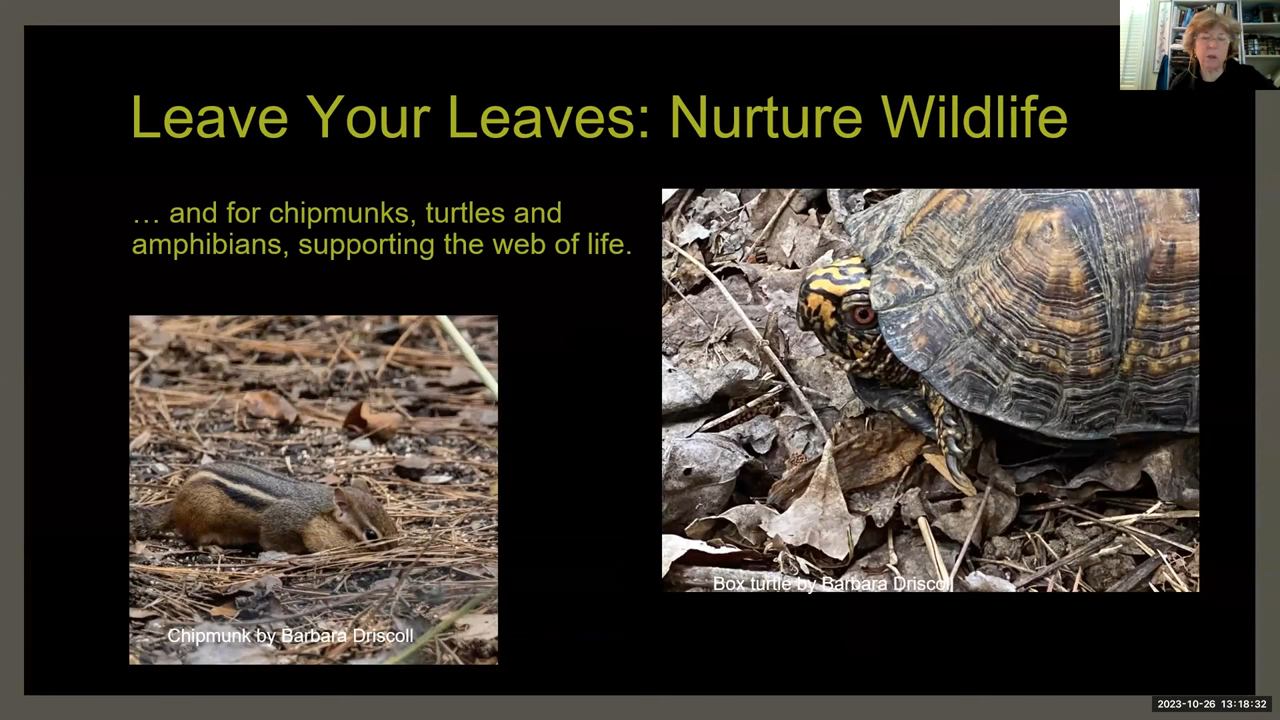 Leave Your Leaves: Nurture Wildlife
… and for chipmunks, turtles and
amphibians, supporting the web of life.
Box turtle by Barbara Driscoll
Chipmunk by Barbara Driscoll
2023-10-26 13:18:32